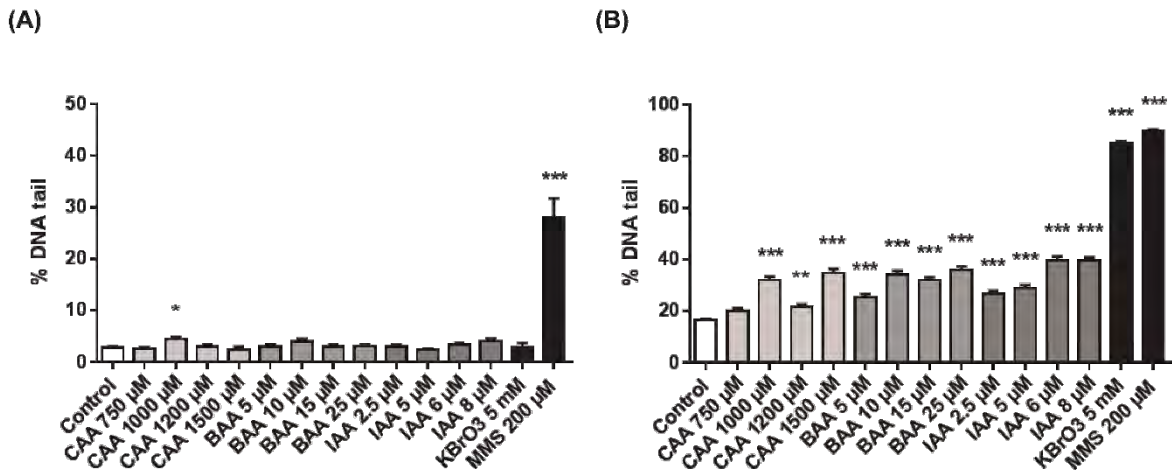 (A)
(B)
50
40
30
20
10
0
% DNA tail
*
***
Control
CAA 750 µM
CAA 1000 µM
CAA 1200 µM
CAA 1500 µM
BAA 5 µM
BAA 10 µM
BAA 15 µM
BAA 25 µM
IAA 2.5 µM
IAA 5 µM
IAA 6 µM
IAA 8 µM
KBrO3 5 mM
MMS 200 µM
100
80
60
40
20
0
% DNA tail
***
**
***
***
***
***
***
***
***
***
***
***
***
Control
CAA 750 µM
CAA 1000 µM
CAA 1200 µM
CAA 1500 µM
BAA 5 µM
BAA 10 µM
BAA 15 µM
BAA 25 µM
IAA 2.5 µM
IAA 5 µM
IAA 6 µM
IAA 8 µM
KBrO3 5 mM
MMS 200 µM